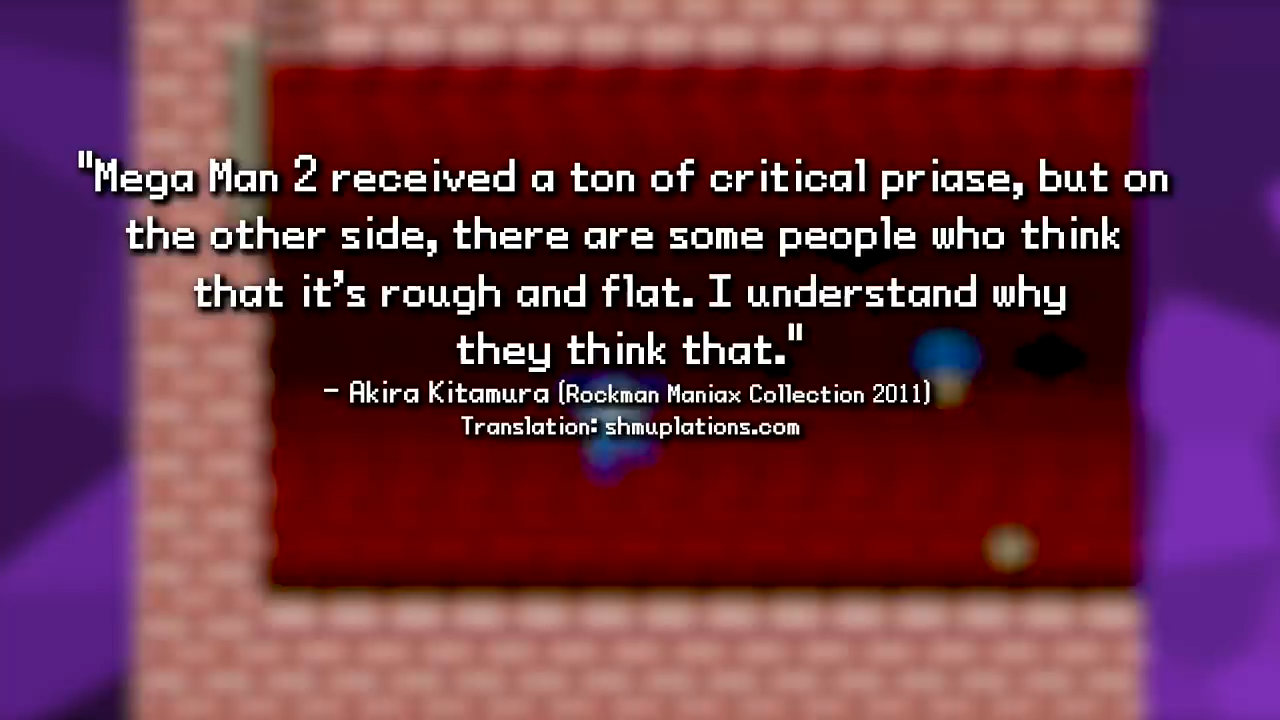 "Mega Man 2 received a ton of critical priase, but on
the other side, there are some people who think
that it's rough and flat. I understand why
they think that."
- Akira Kitamura (Rockman Maniax Collection 2011)
Translation: shmuplations.com